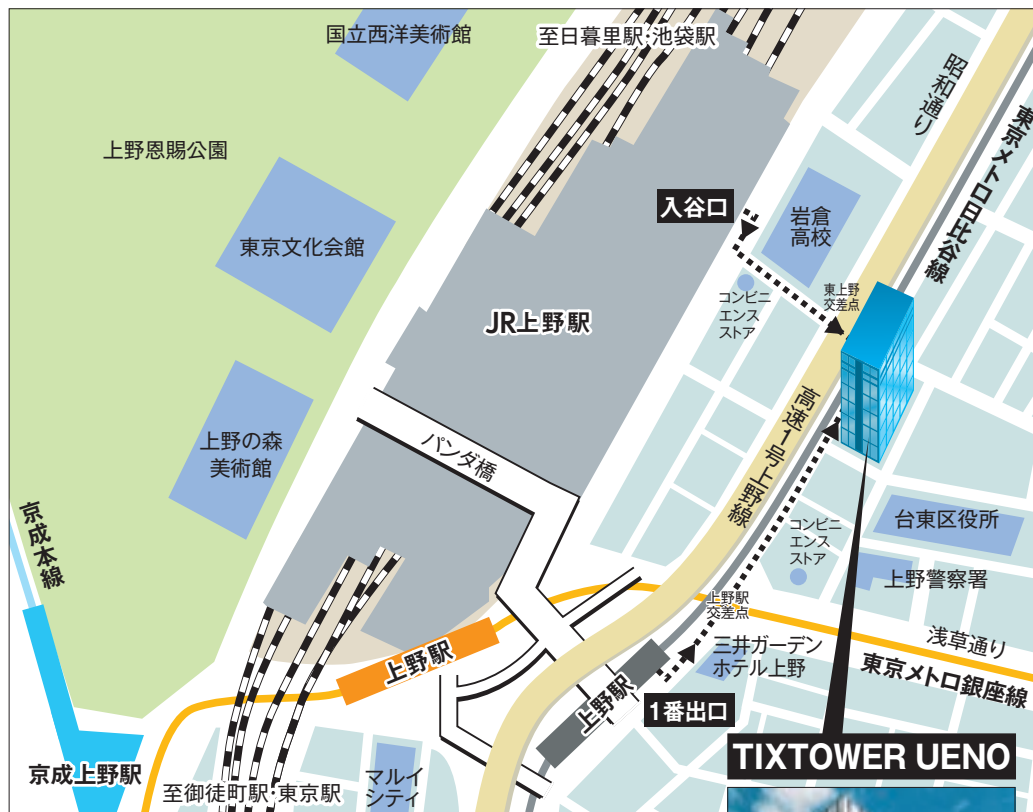 国立西洋美術館
至日暮里駅・池袋駅
昭和通り
東京メトロ日比谷線
上野恩賜公園
入谷口
岩倉
高校
東京文化会館
コンビニ
エンス
ストア
東上野
交差点
JR上野駅
高速1号上野線
パンダ橋
上野の森
美術館
京成本線
コンビニ
エンス
ストア
台東区役所
上野警察署
上野駅
交差点
浅草通り
三井ガーデン
ホテル上野
東京メトロ銀座線
上野駅
上野駅
1番出口
TIXTOWER UENO
京成上野駅
至御徒町駅・東京駅
マルイ
シティ